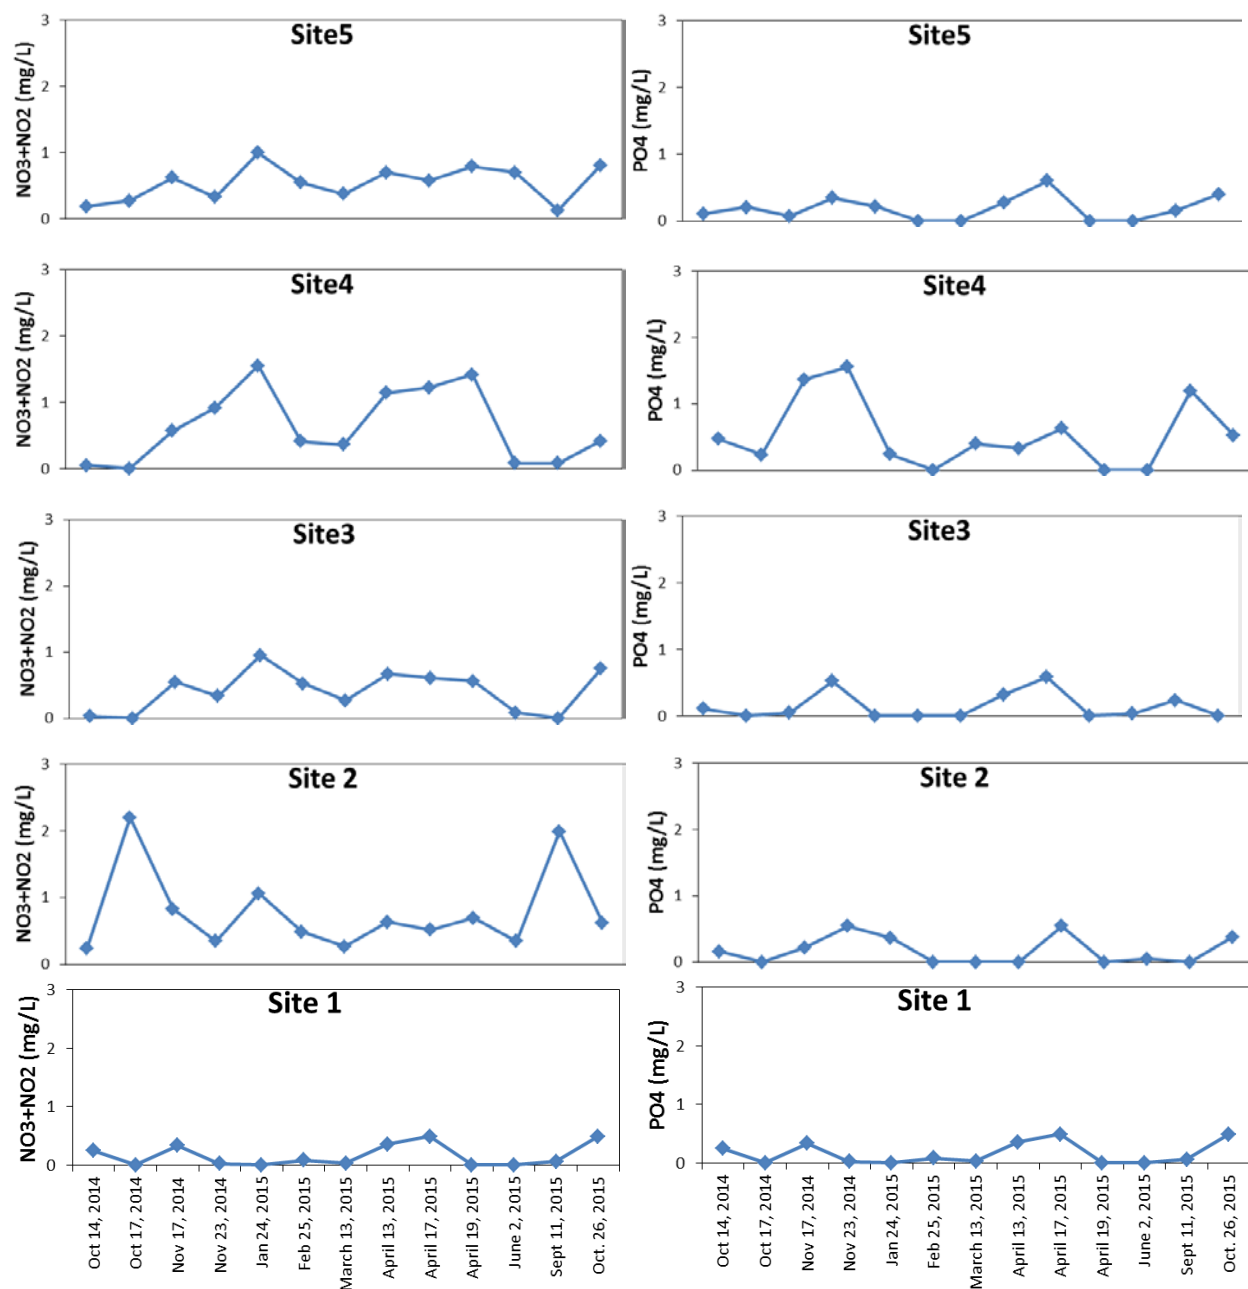 Site5
NO3+NO2 (mg/L)
3
2
1
0
Site5
PO4 (mg/L)
3
2
1
0
Site4
NO3+NO2 (mg/L)
3
2
1
0
Site4
PO4 (mg/L)
3
2
1
0
Site3
NO3+NO2 (mg/L)
3
2
1
0
Site3
PO4 (mg/L)
3
2
1
0
Site 2
NO3+NO2 (mg/L)
3
2
1
0
Site 2
PO4 (mg/L)
3
2
1
0
Site 1
NO3+NO2 (mg/L)
3
2
1
0
Oct 14, 2014
Oct 17, 2014
Nov 17, 2014
Nov 23, 2014
Jan 24, 2015
Feb 25, 2015
March 13, 2015
April 13, 2015
April 17, 2015
April 19, 2015
June 2, 2015
Sept 11, 2015
Oct. 26, 2015
Site 1
PO4 (mg/L)
3
2
1
0
Oct 14, 2014
Oct 17, 2014
Nov 17, 2014
Nov 23, 2014
Jan 24, 2015
Feb 25, 2015
March 13, 2015
April 13, 2015
April 17, 2015
April 19, 2015
June 2, 2015
Sept 11, 2015
Oct. 26, 2015